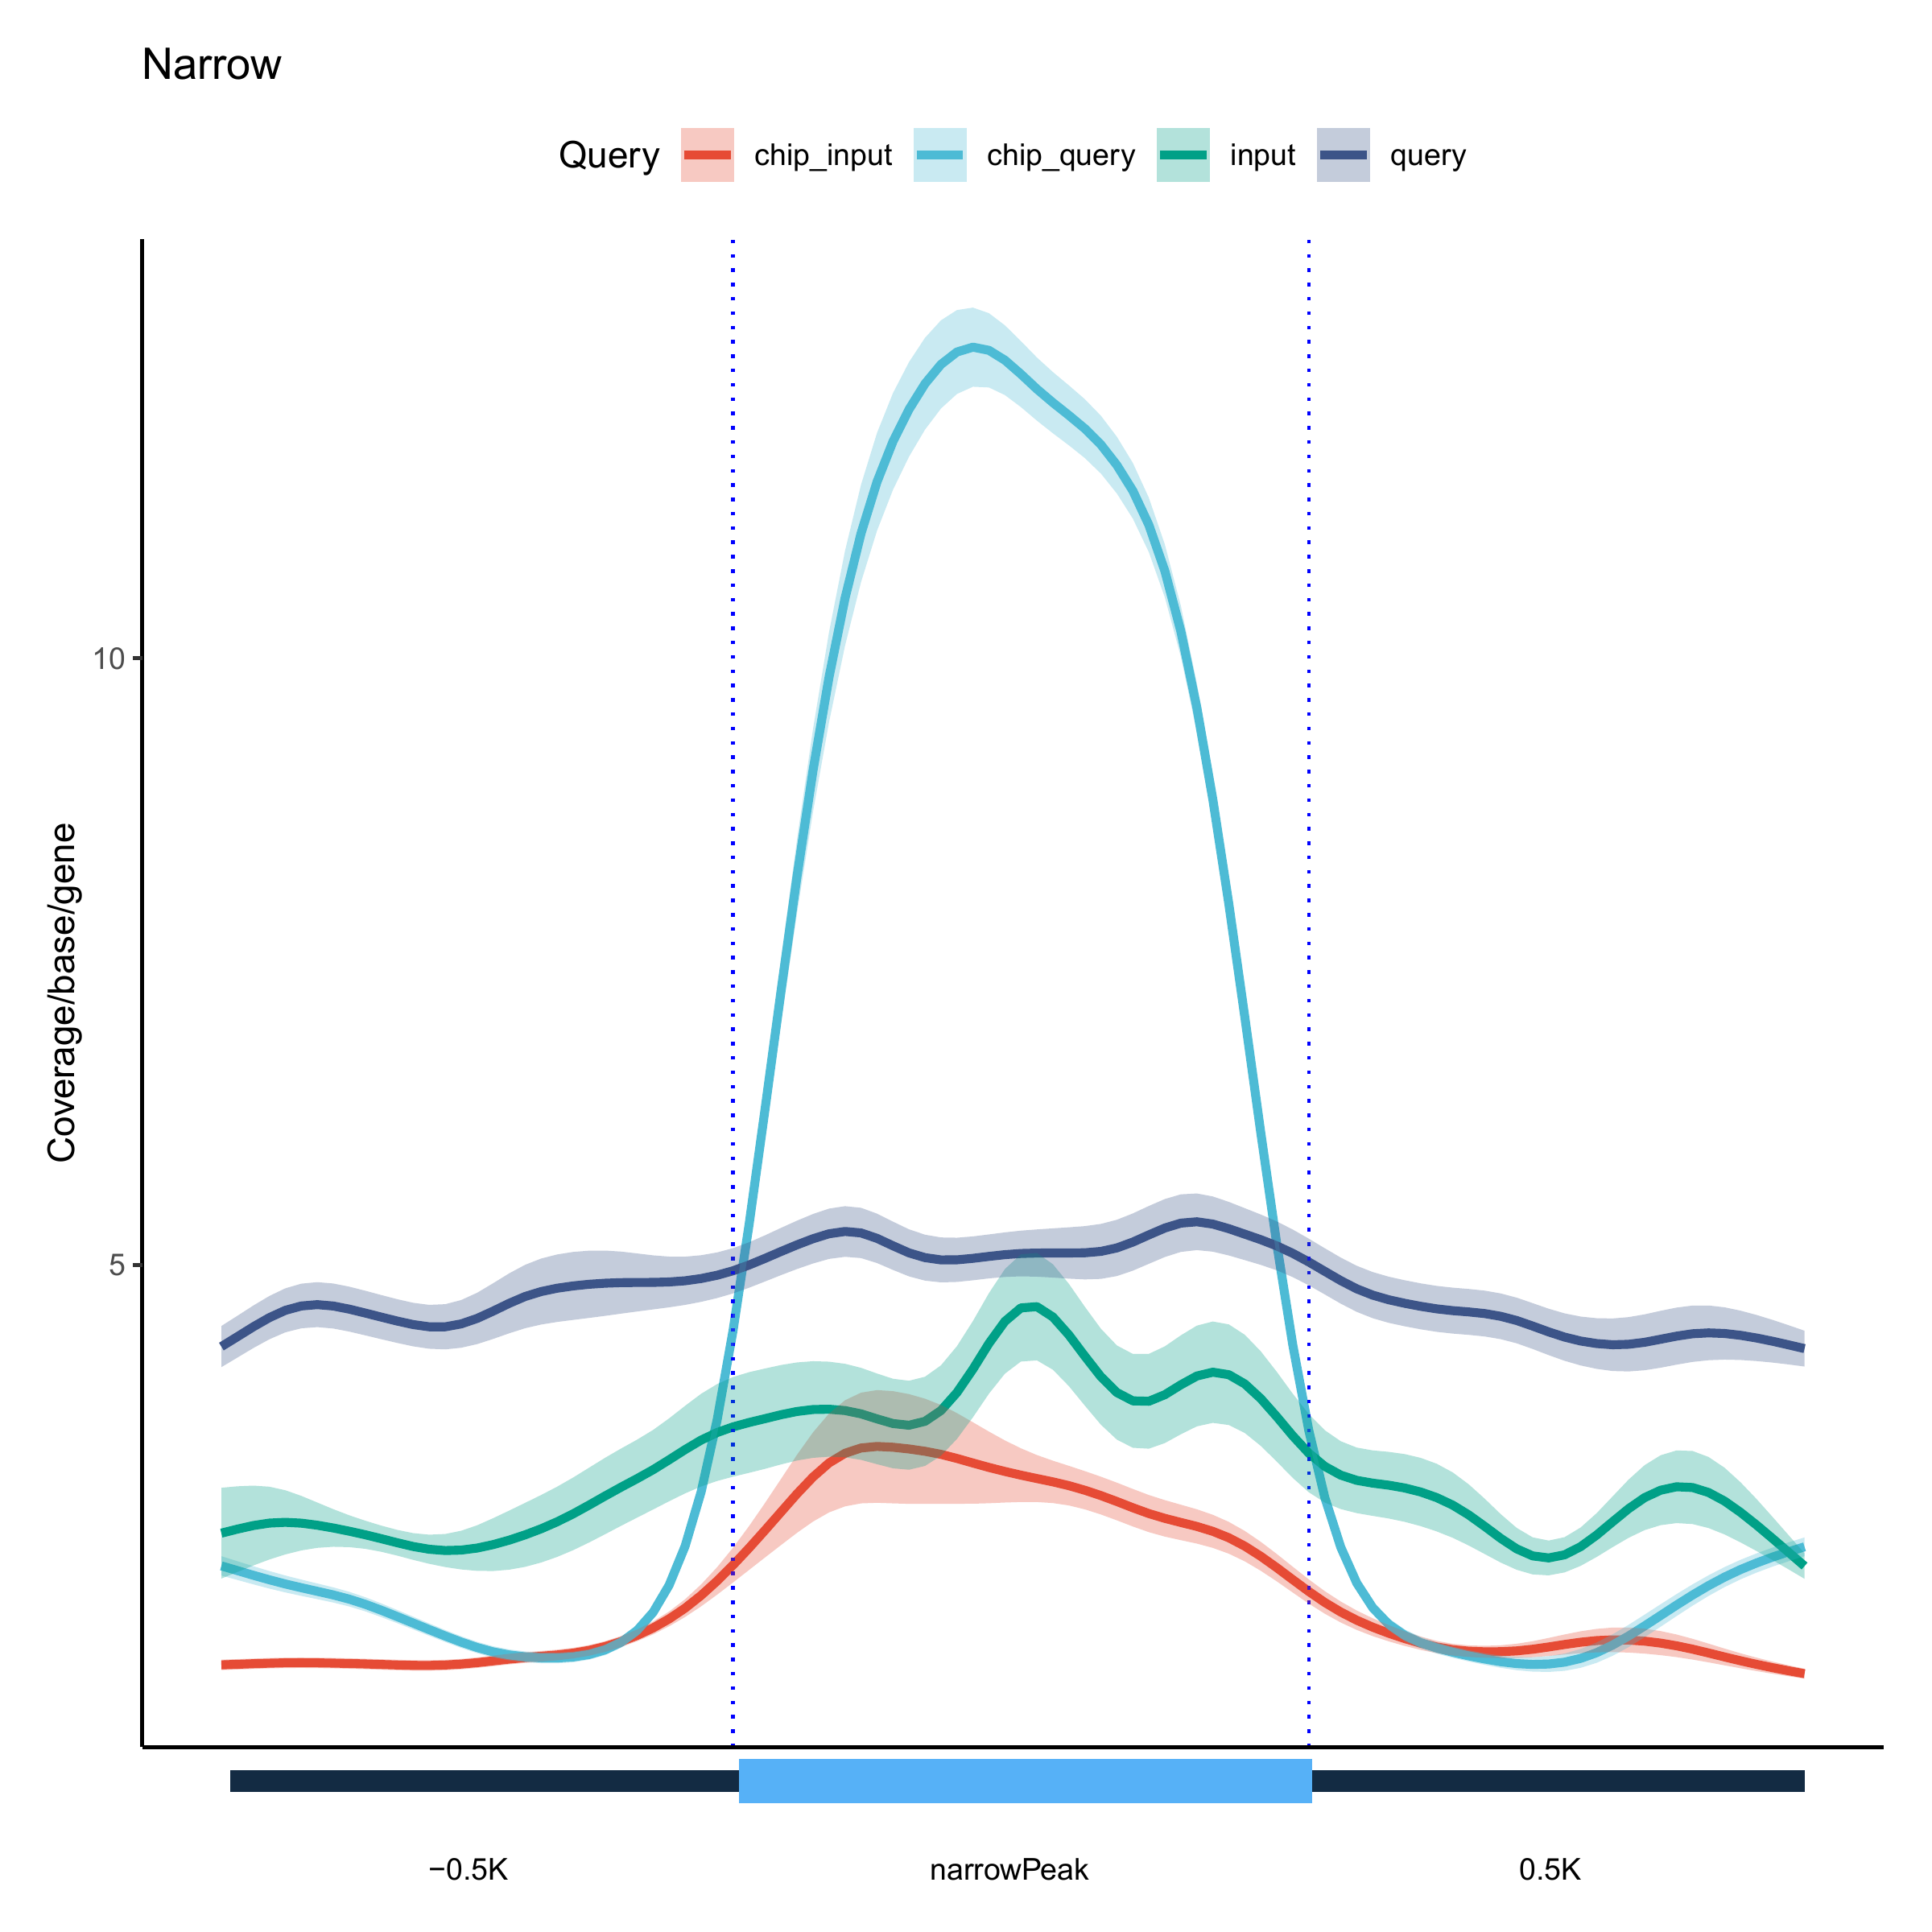 Narrow
Query chip_input chip_query input query
10
5
Coverage/base/gene
−0.5K narrowPeak 0.5K